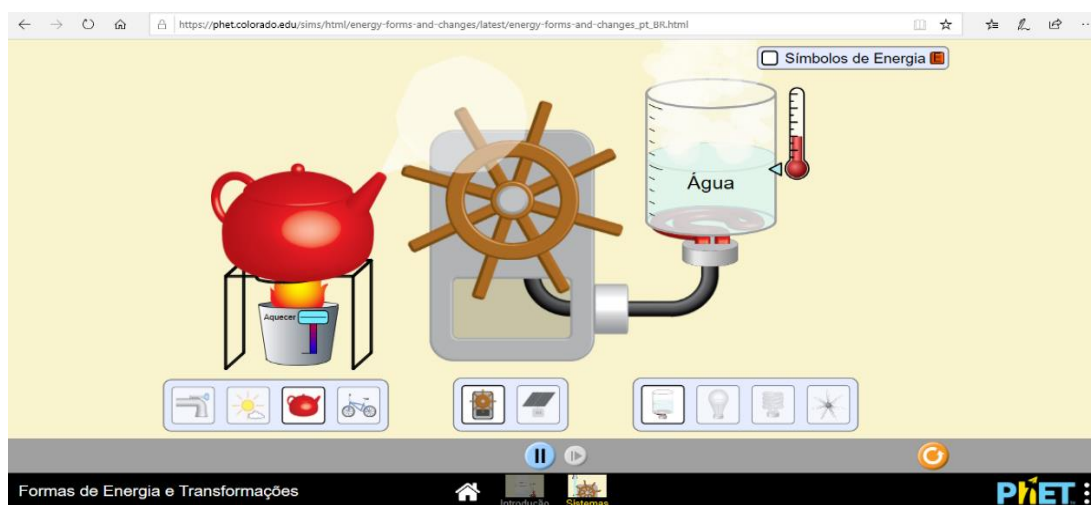 https://phet.colorado.edu/sims/html/energy-forms-and-changes/latest/energy-forms-and-changes_pt_BR.html
Símbolos de Energia E
Água
Aquecer
Formas de Energia e Transformações
Introdução
Sistemas
PhET